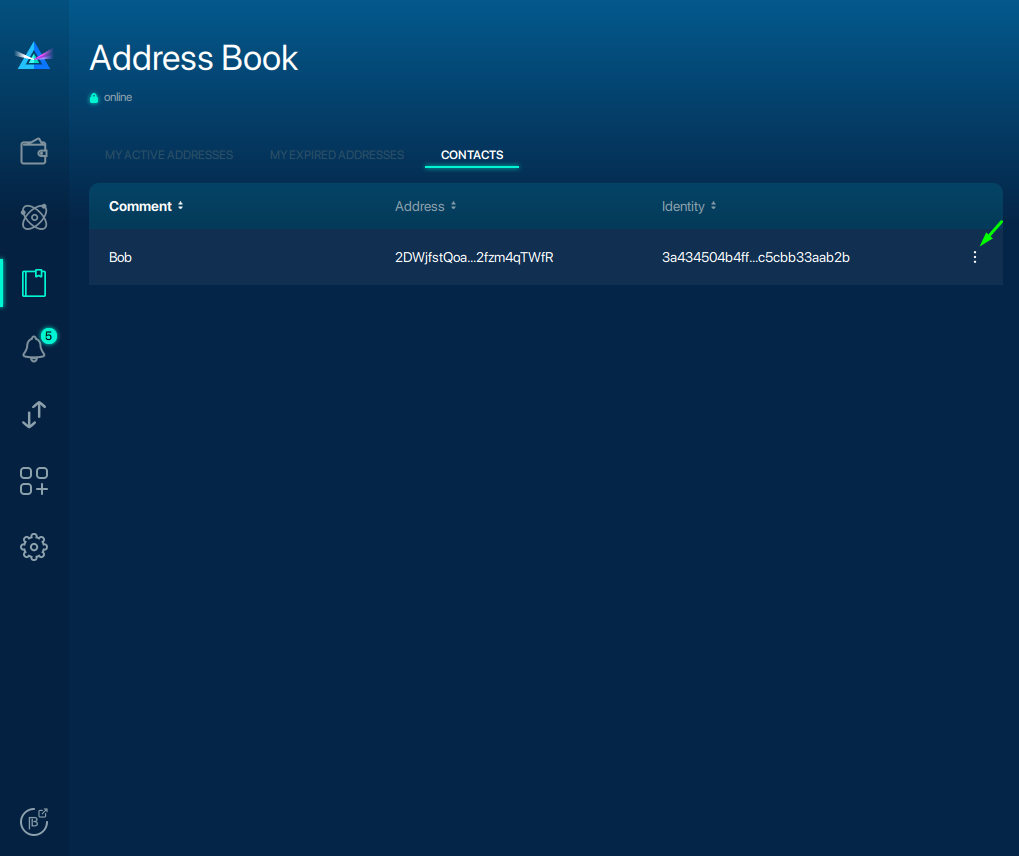 Address Book
online
MY ACTIVE ADDRESSES MY EXPIRED ADDRESSES CONTACTS
Comment Address Identity
Bob 2DWjfstQoa...2fzm4qTWfR 3a434504b4ff...c5cbb33aab2b
5